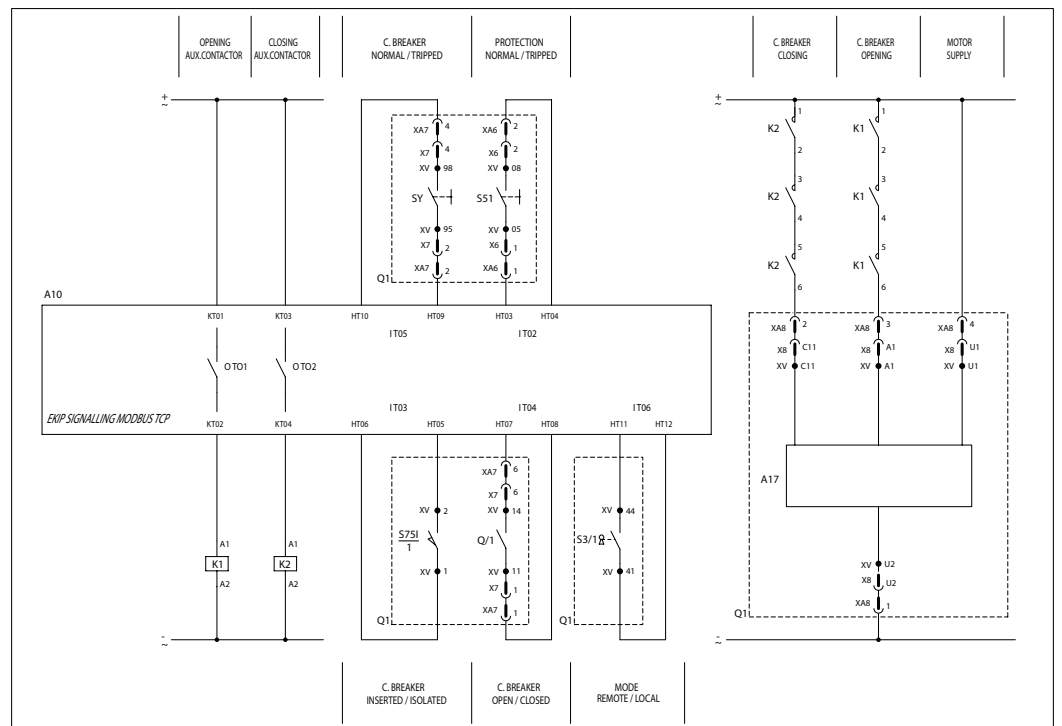 OPENING
AUX.CONTACTOR
CLOSING
AUX.CONTACTOR
C. BREAKER
NORMAL / TRIPPED
PROTECTION
NORMAL / TRIPPED
C. BREAKER
CLOSING
C. BREAKER
OPENING
MOTOR
SUPPLY
+
~
+
~
XA7 4
X7 4
XV 98
SY
XV 95
X7 2
XA7 2
XA6 2
X6 2
XV 08
S51
XV 05
X6 1
XA6 1
Q1
1
K2
2
3
K2
4
5
K2
6
1
K1
2
3
K1
4
5
K1
6
A10
KT01 KT03 HT10 HT09 HT03 HT04
IT05 IT02
OTO1 OTO2
IT03 IT04 IT06
EKIP SIGNALLING MODBUS TCP
KT02 KT04 HT06 HT05 HT07 HT08 HT11 HT12
XA8 2
X8 C11
XV C11
XA8 3
X8 A1
XV A1
XA8 4
X8 U1
XV U1
A17
XV U2
X8 U2
XA8 1
Q1
A1
K1
A2
A1
K2
A2
XV 2
S75I
1
XV 1
XA7 6
X7 6
XV 14
Q/1
XV 11
X7 1
XA7 1
Q1
XV 44
S3/1
XV 41
Q1
-
~
-
~
C. BREAKER
INSERTED / ISOLATED
C. BREAKER
OPEN / CLOSED
MODE
REMOTE / LOCAL